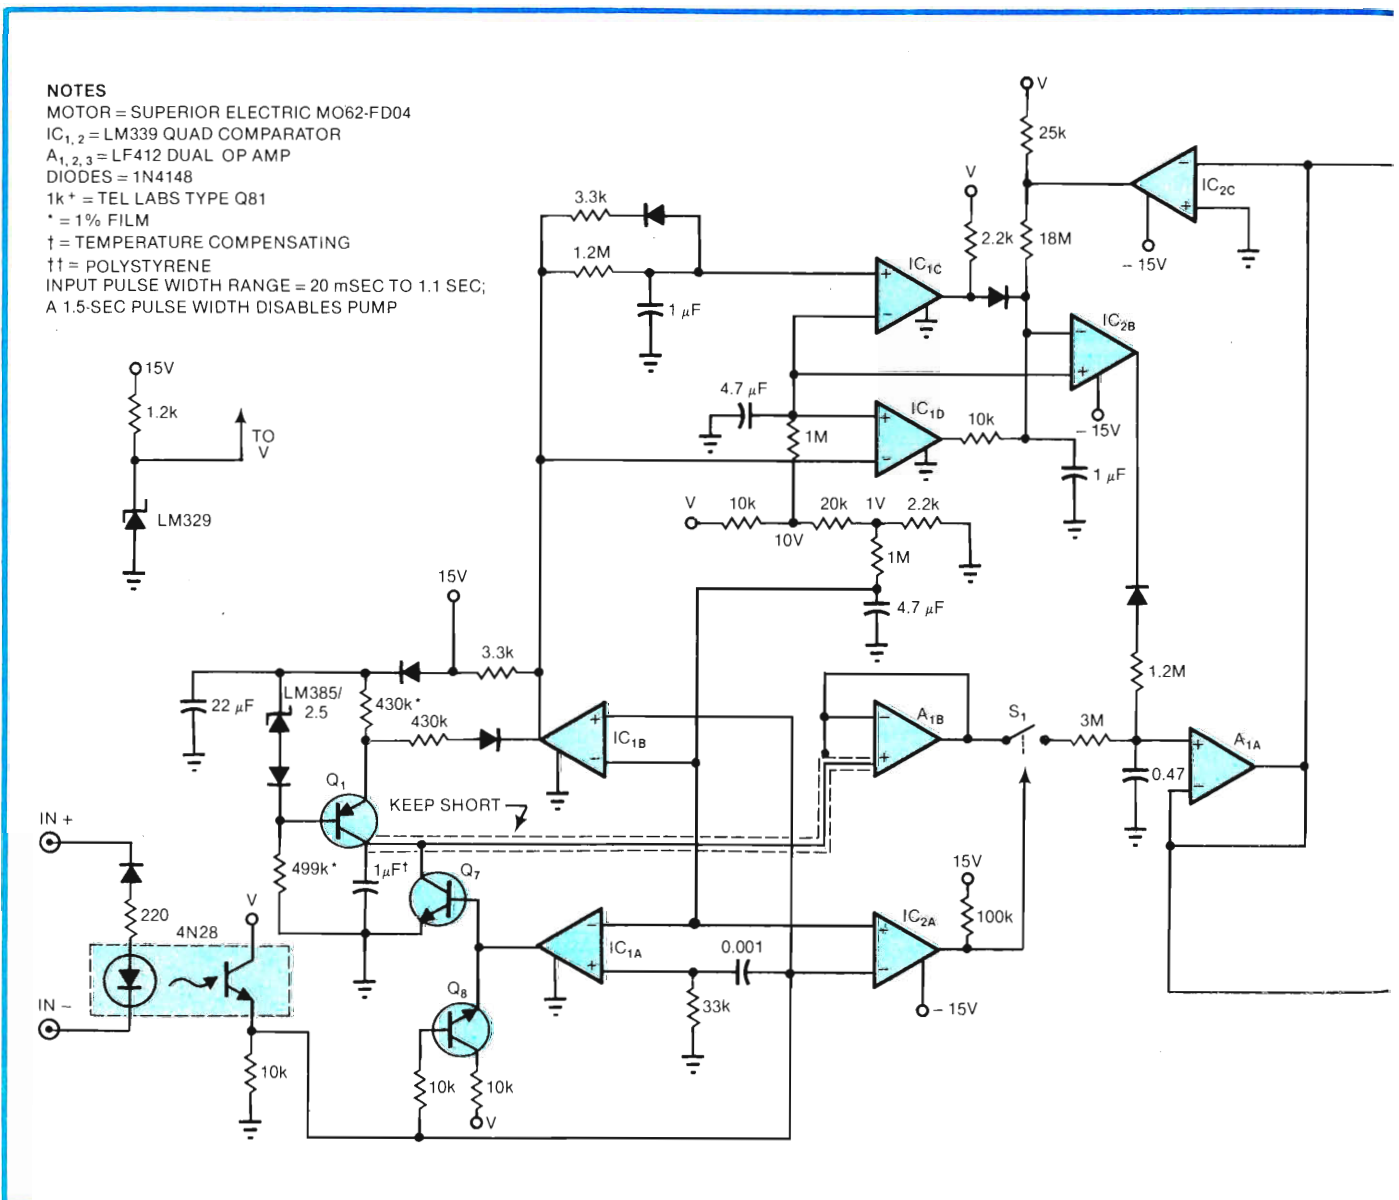 NOTES
MOTOR = SUPERIOR ELECTRIC MO62-FD04
IC1, 2 = LM339 QUAD COMPARATOR
A1, 2, 3 = LF412 DUAL OP AMP
DIODES = 1N4148
1k+ = TEL LABS TYPE Q81
* = 1% FILM
† = TEMPERATURE COMPENSATING
†† = POLYSTYRENE
INPUT PULSE WIDTH RANGE = 20 mSEC TO 1.1 SEC;
A 1.5-SEC PULSE WIDTH DISABLES PUMP
V
25k
IC2C
- 15V
18M
V
2.2k
3.3k
1.2M
1 µF
IC1C
IC2B
- 15V
15V
1.2k
TO
V
LM329
4.7 µF
1M
IC1D
10k
1 µF
V
10k
20k
1V
2.2k
10V
1M
4.7 µF
15V
3.3k
22 µF
LM385/
2.5
430k*
430k
IC1B
A1B
S1
3M
1.2M
A1A
0.47
Q1
KEEP SHORT
IN +
499k*
1µF†
Q7
220
V
4N28
15V
100k
IC1A
0.001
IC2A
- 15V
33k
IN -
Q8
10k
10k
10k
V